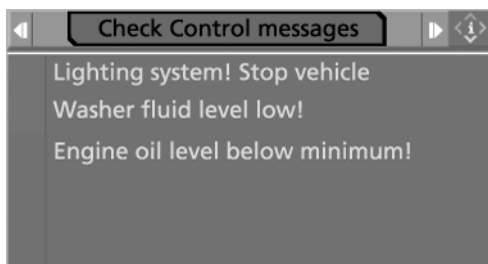 Check Control messages
Lighting system! Stop vehicle
Washer fluid level low!
Engine oil level below minimum!